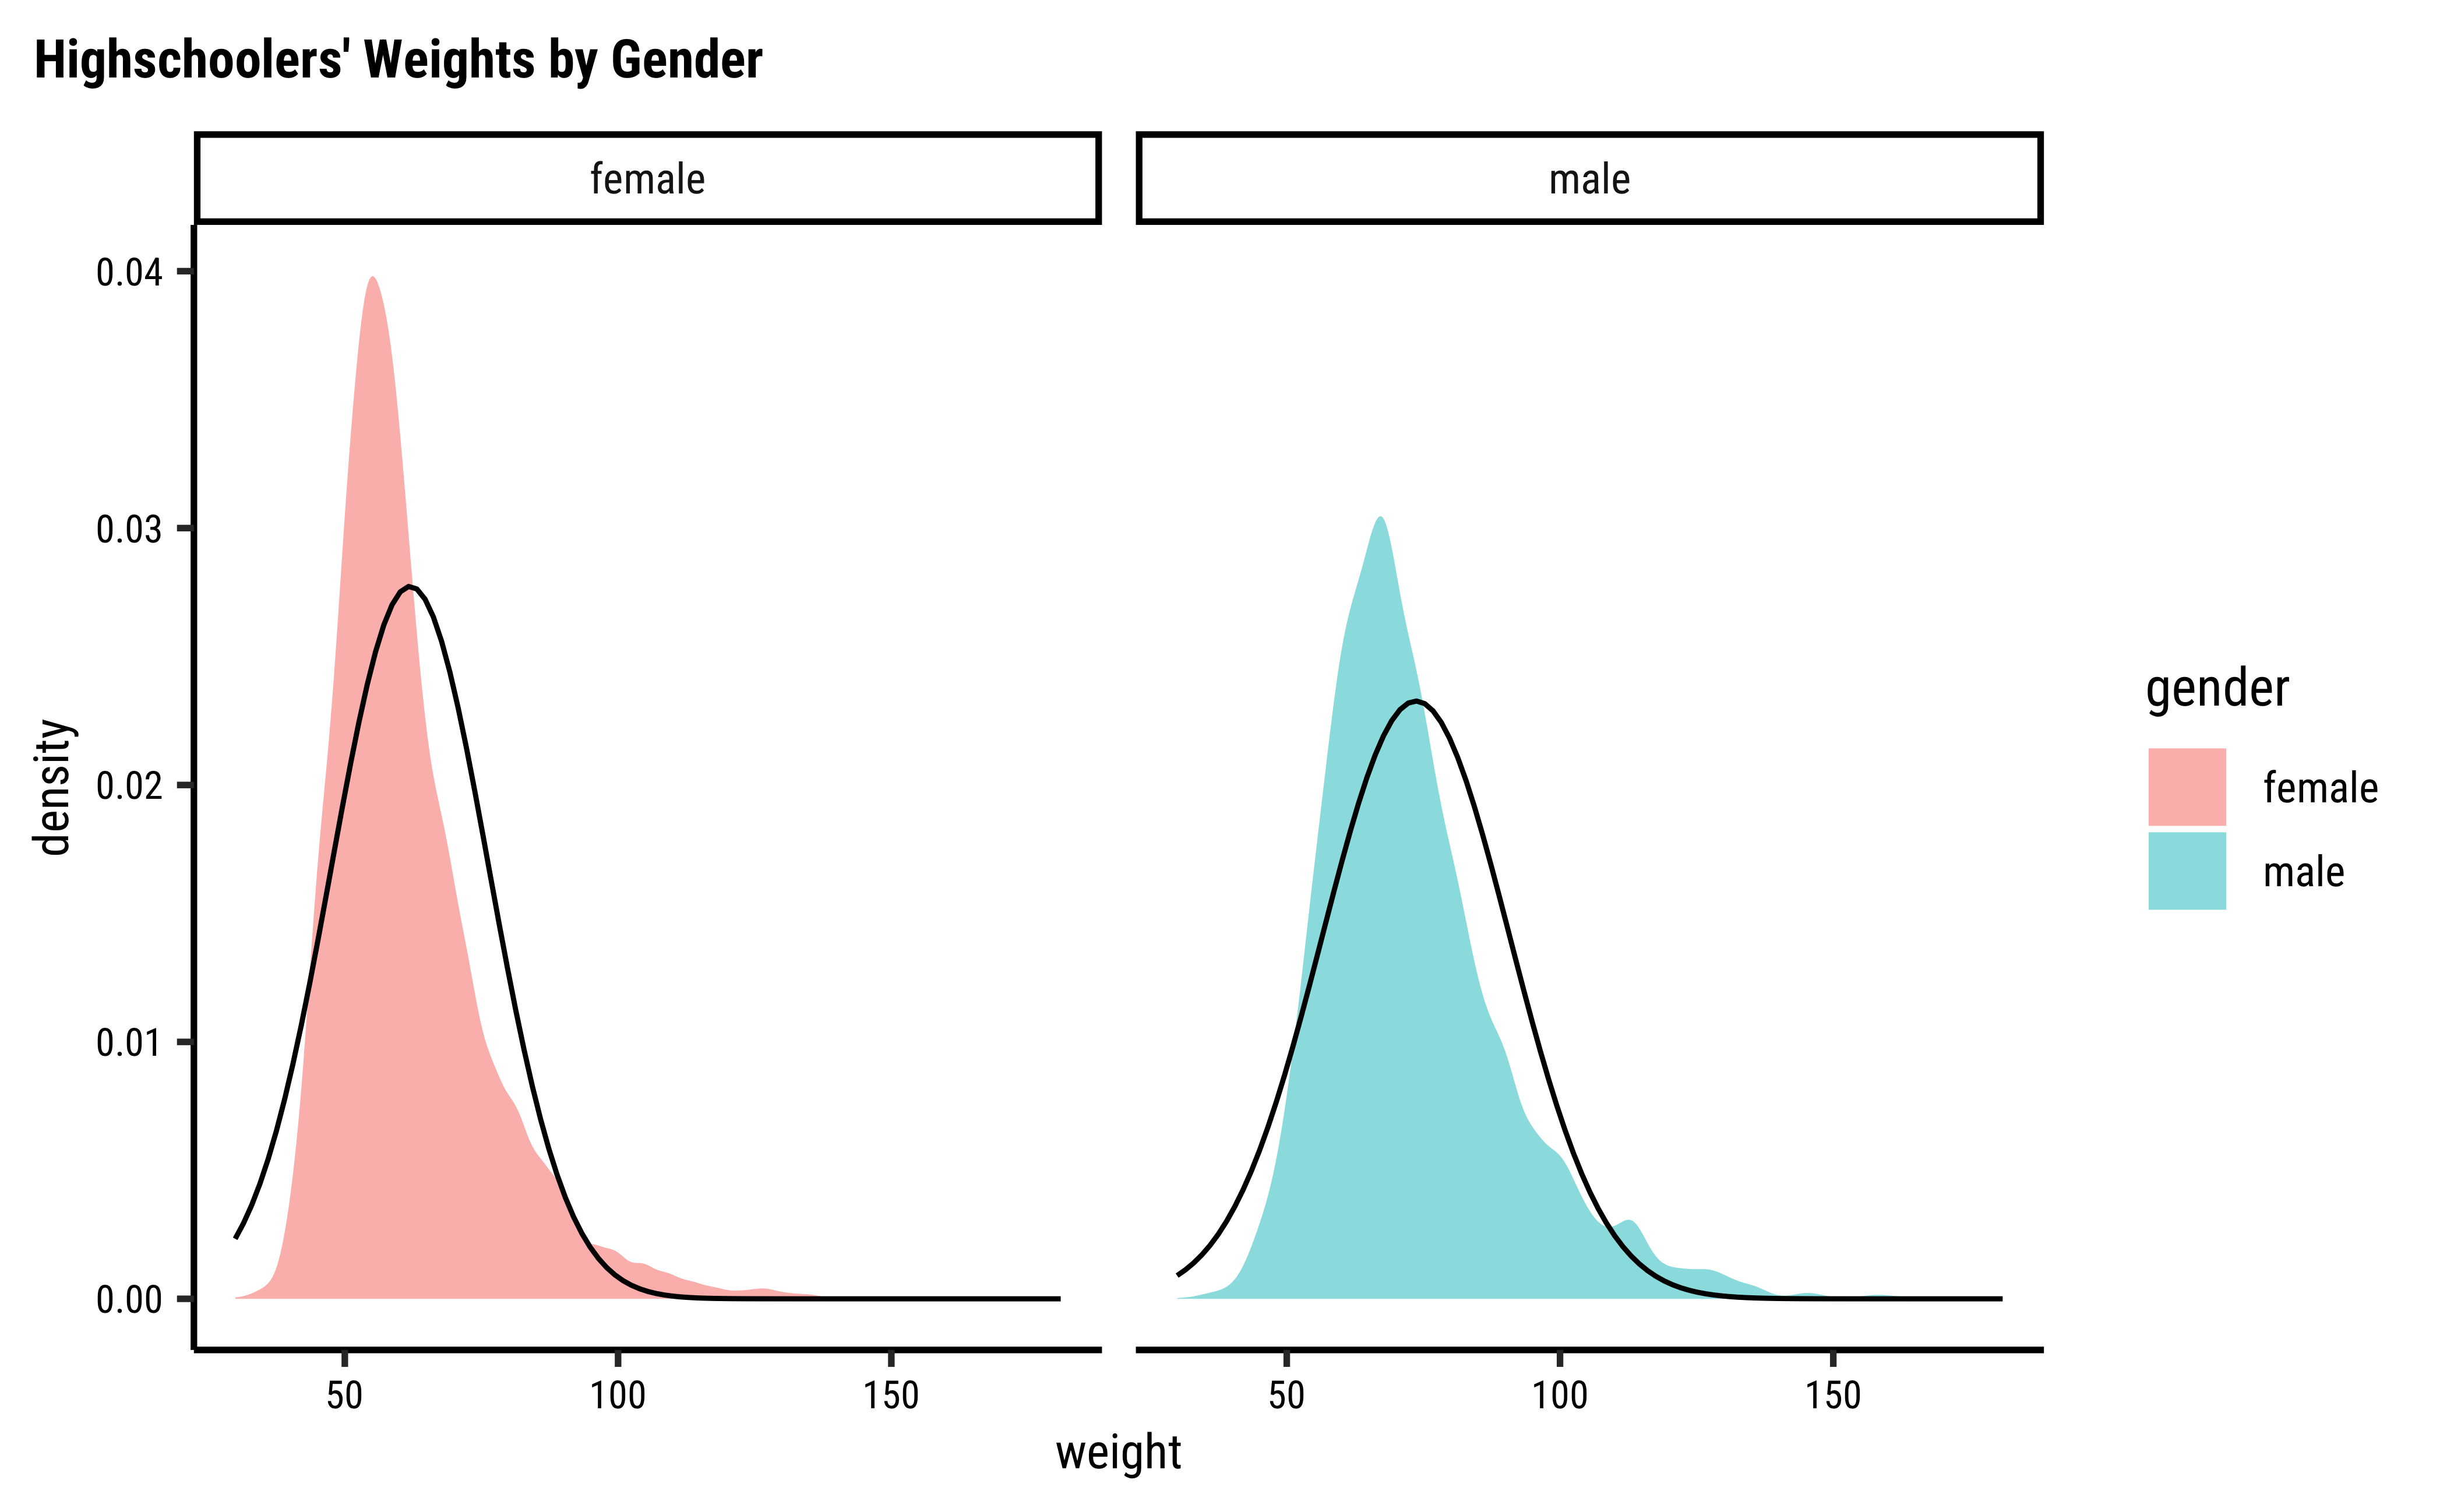 Highschoolers' Weights by Gender
female
male
0.04
0.03
0.02
0.01
0.00
density
50
100
150
50
100
150
weight
gender
female
male